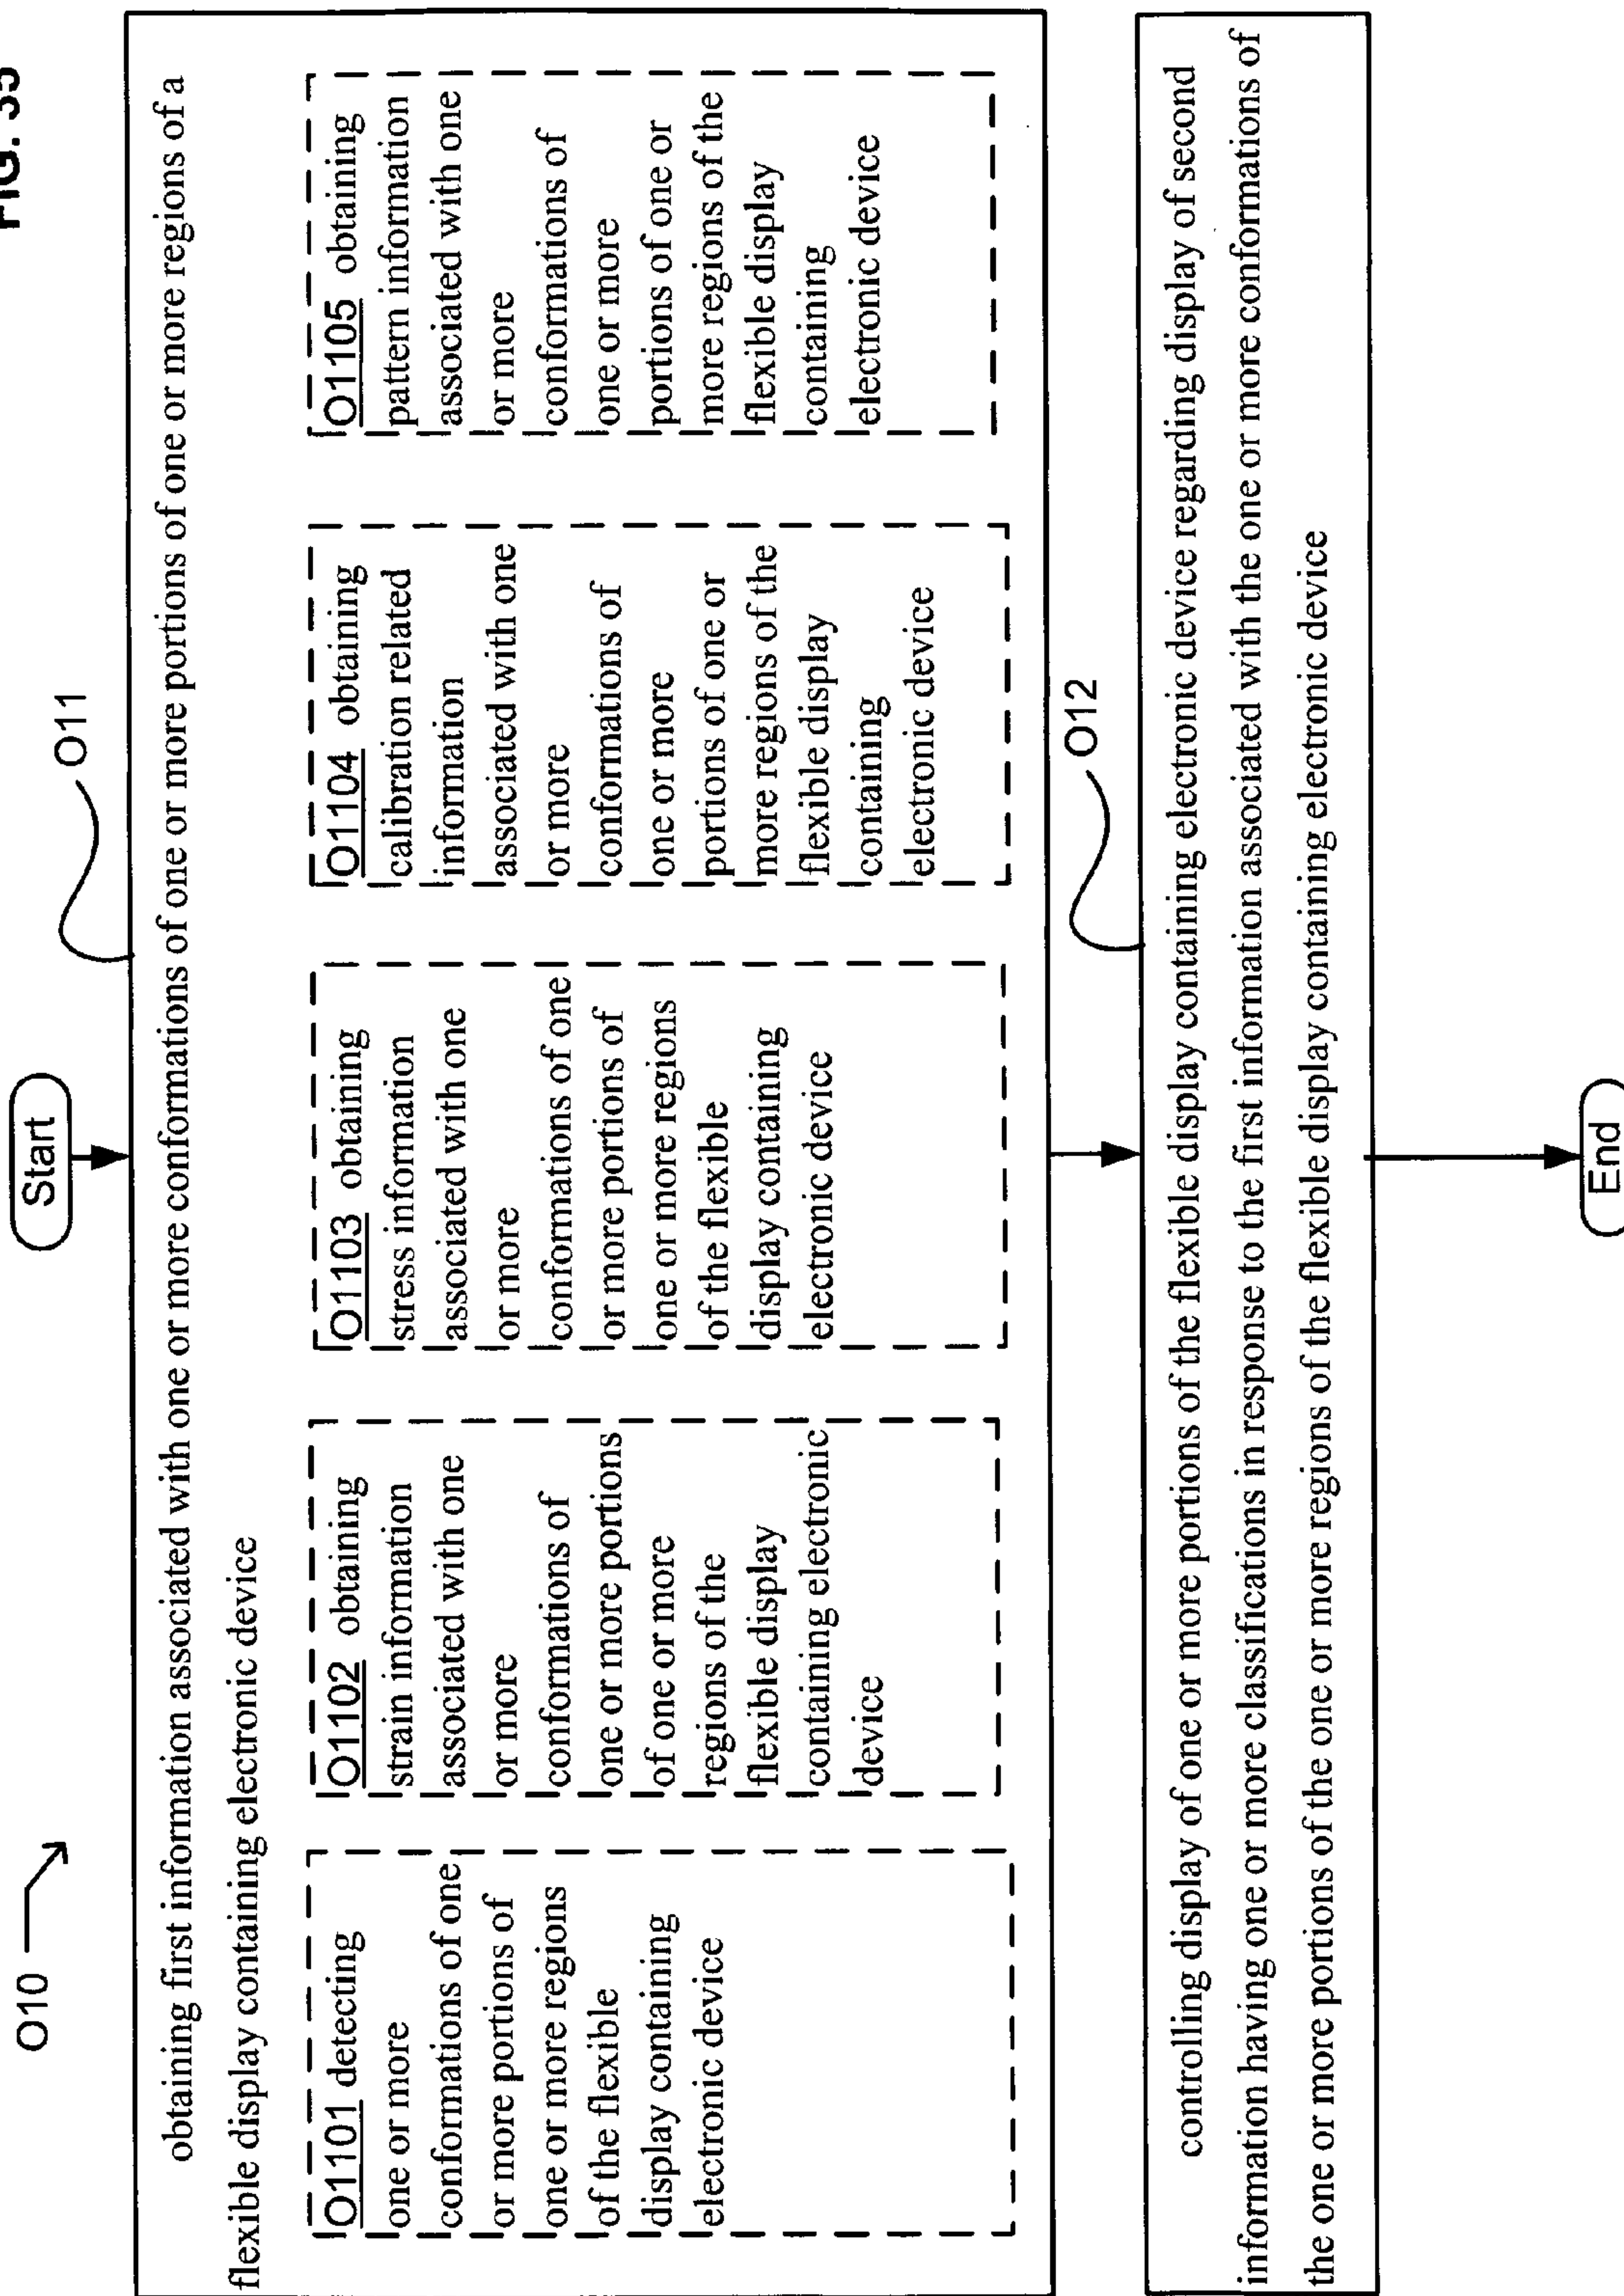 FIG.
O10
Start
O11
obtaining first information associated with one or more conformations of one or more portions of one or more regions of a
flexible display containing electronic device
O1101 detecting
one or more
conformations of one
or more portions of
one or more regions
of the flexible
display containing
electronic device
O1102 obtaining
strain information
associated with one
or more
conformations of
one or more portions
of one or more
regions of the
flexible display
containing electronic
device
O1103 obtaining
stress information
associated with one
or more
conformations of one
or more portions of
one or more regions
of the flexible
display containing
electronic device
O1104 obtaining
calibration related
information
associated with one
or more
conformations of
one or more
portions of one or
more regions of the
flexible display
containing
electronic device
O1105 obtaining
pattern information
associated with one
or more
conformations of
one or more
portions of one or
more regions of the
flexible display
containing
electronic device
O12
controlling display of one or more portions of the flexible display containing electronic device regarding display of second
information having one or more classifications in response to the first information associated with the one or more conformations of
the one or more portions of the one or more regions of the flexible display containing electronic device
End